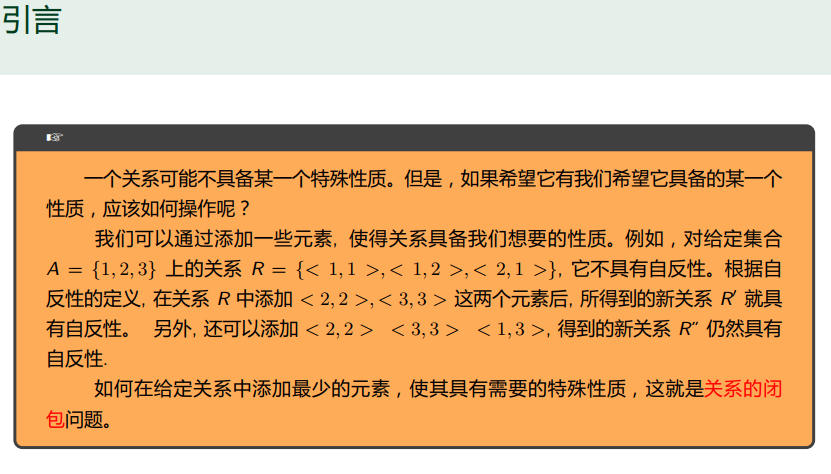 引言
☞
一个关系可能不具备某一个特殊性质。但是，如果希望它有我们希望它具备的某一个
性质，应该如何操作呢？
我们可以通过添加一些元素, 使得关系具备我们想要的性质。例如，对给定集合
A = {1, 2, 3} 上的关系 R = {< 1, 1 >, < 1, 2 >, < 2, 1 >}, 它不具有自反性。根据自
反性的定义, 在关系 R 中添加 < 2, 2 >, < 3, 3 > 这两个元素后, 所得到的新关系 R′ 就具
有自反性。 另外, 还可以添加 < 2, 2 > < 3, 3 > < 1, 3 >, 得到的新关系 R″ 仍然具有
自反性.
如何在给定关系中添加最少的元素，使其具有需要的特殊性质，这就是关系的闭
包问题。